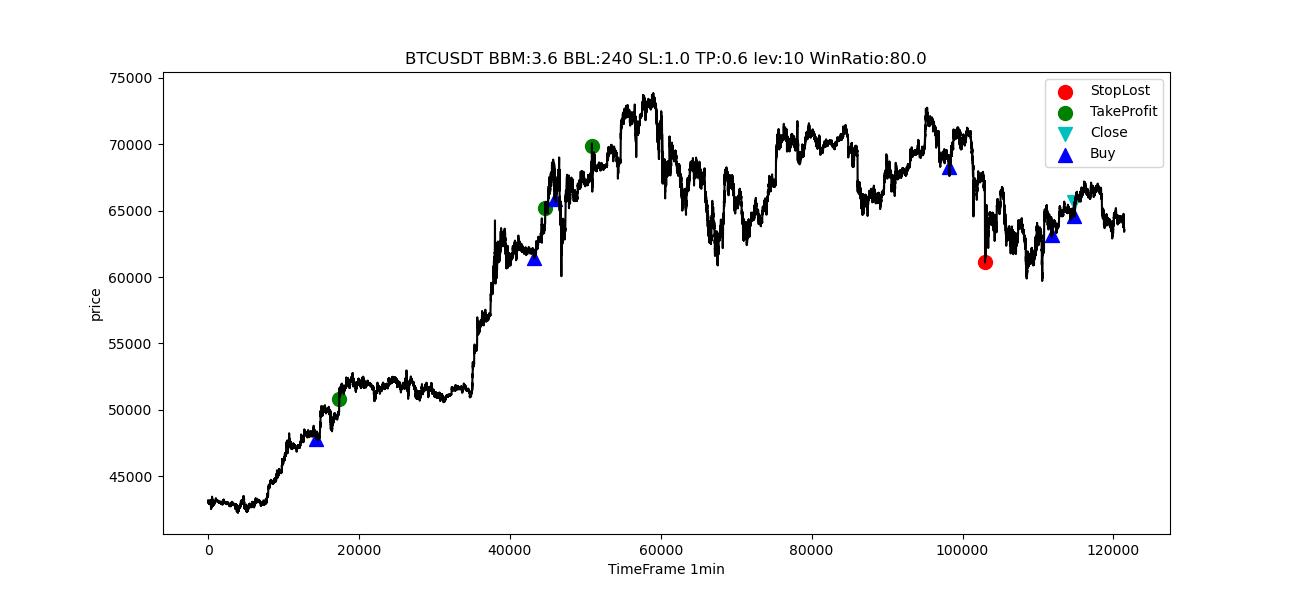 BTCUSDT BBM:3.6 BBL:240 SL:1.0 TP:0.6 lev:10 WinRatio:80.0
75000
70000
65000
60000
55000
50000
45000
price
StopLost
TakeProfit
Close
Buy
0 20000 40000 60000 80000 100000 120000
TimeFrame 1min